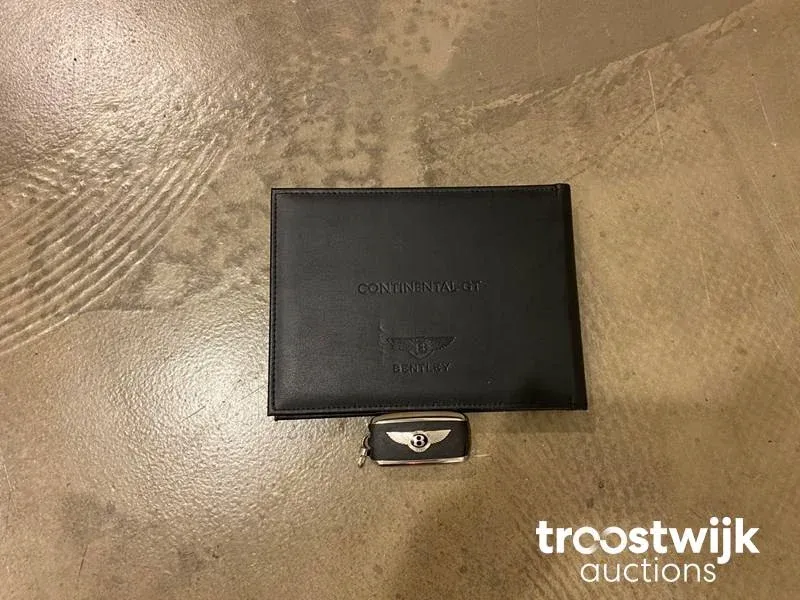 CONTINENTAL GT
B
BENTLEY
B
troostwijk
auctions